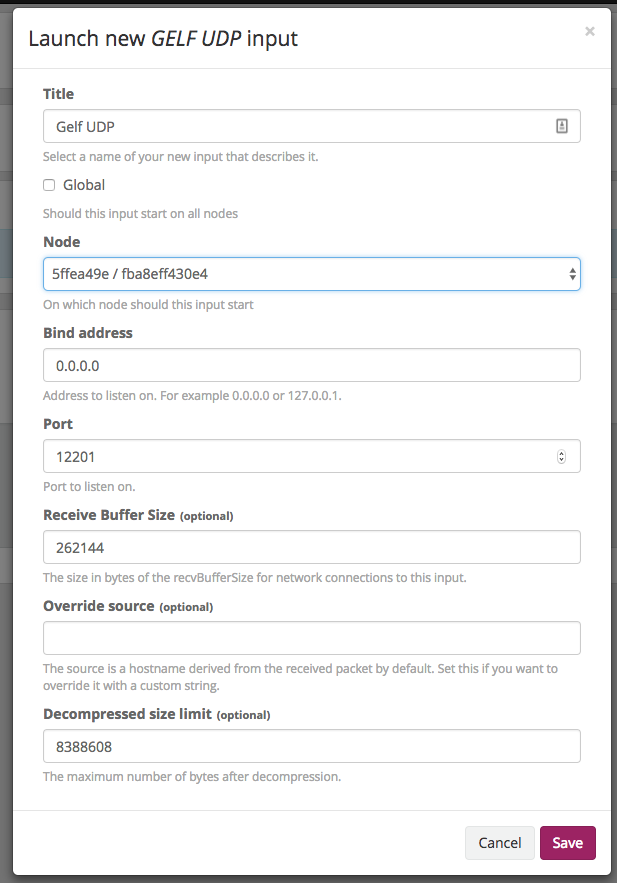 Launch new GELF UDP input
×
Title
Gelf UDP
Select a name of your new input that describes it.
Global
Should this input start on all nodes
Node
5ffea49e / fba8eff430e4
On which node should this input start
Bind address
0.0.0.0
Address to listen on. For example 0.0.0.0 or 127.0.0.1.
Port
12201
Port to listen on.
Receive Buffer Size (optional)
262144
The size in bytes of the recvBufferSize for network connections to this input.
Override source (optional)
The source is a hostname derived from the received packet by default. Set this if you want to
override it with a custom string.
Decompressed size limit (optional)
8388608
The maximum number of bytes after decompression.
Cancel
Save